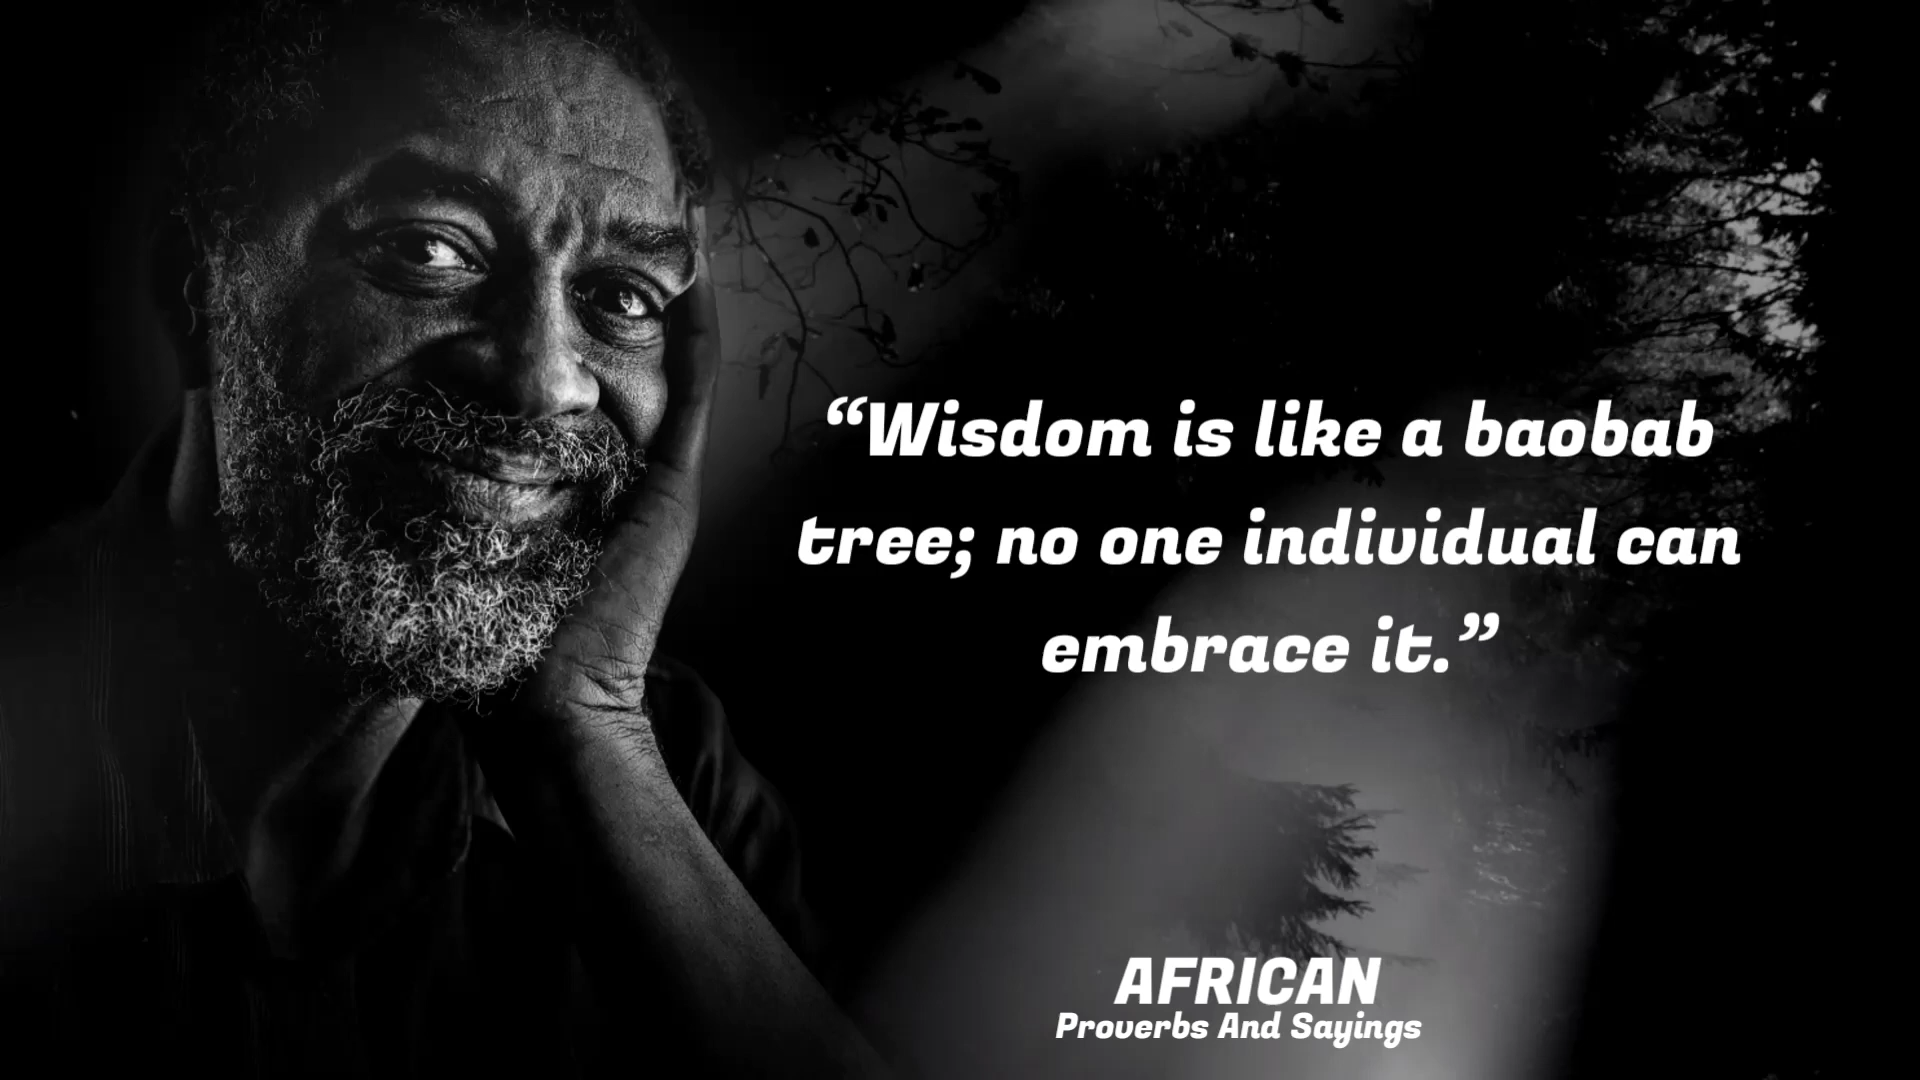 “Wisdom is like a baobab
tree; no one individual can
embrace it.”
AFRICAN
Proverbs And Sayings